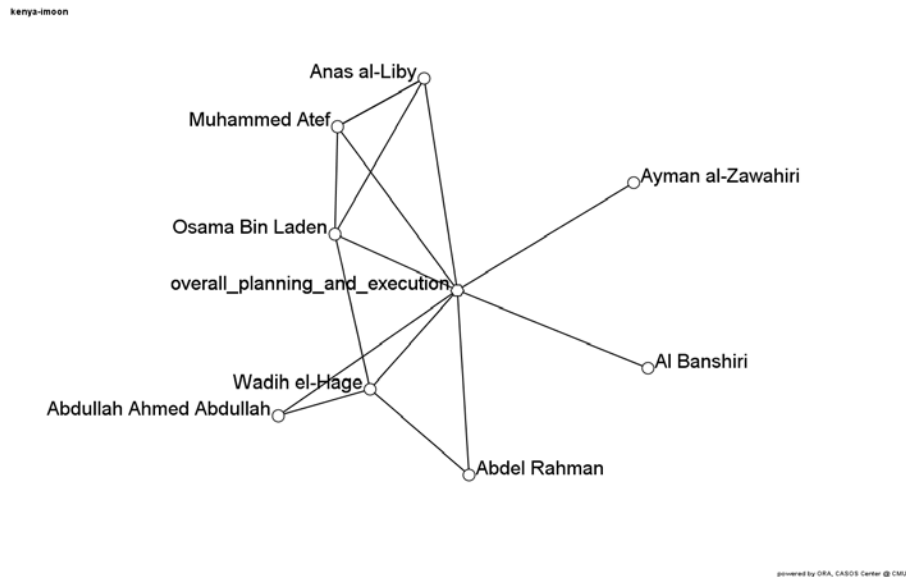 kenya-imoon
Anas al-Liby
Muhammed Atef
Ayman al-Zawahiri
Osama Bin Laden
overall_planning_and_execution
Al Banshiri
Wadih el-Hage
Abdullah Ahmed Abdullah
Abdel Rahman
powered by ORA, CASOS Center @ CMU